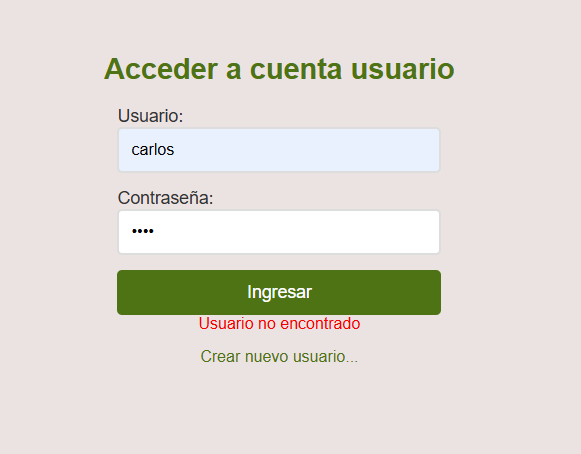 Acceder a cuenta usuario
Usuario:
carlos
Contraseña:
••••
Ingresar
Usuario no encontrado
Crear nuevo usuario...